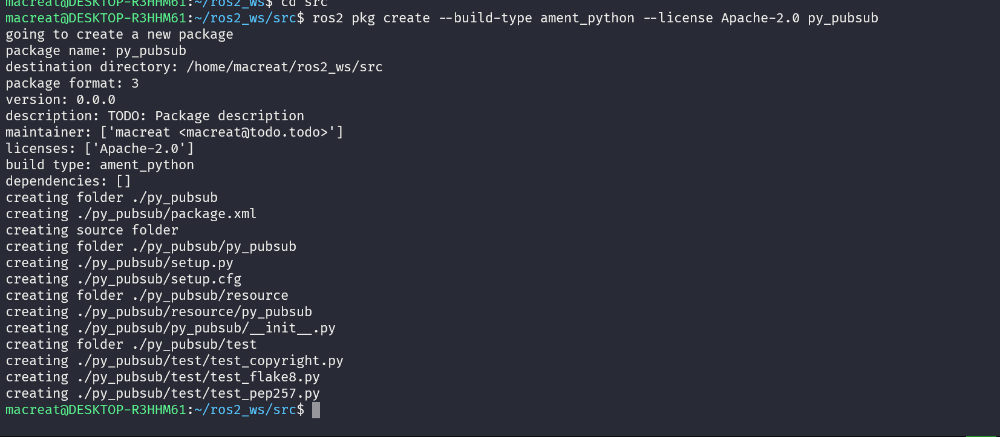 macreat@DESKTOP-R3HHM61:~/ros2_ws$ cd src
macreat@DESKTOP-R3HHM61:~/ros2_ws/src$ ros2 pkg create --build-type ament_python --license Apache-2.0 py_pubsub
going to create a new package
package name: py_pubsub
destination directory: /home/macreat/ros2_ws/src
package format: 3
version: 0.0.0
description: TODO: Package description
maintainer: ['macreat <macreat@todo.todo>']
licenses: ['Apache-2.0']
build type: ament_python
dependencies: []
creating folder ./py_pubsub
creating ./py_pubsub/package.xml
creating source folder
creating folder ./py_pubsub/py_pubsub
creating ./py_pubsub/setup.py
creating ./py_pubsub/setup.cfg
creating folder ./py_pubsub/resource
creating ./py_pubsub/resource/py_pubsub
creating ./py_pubsub/py_pubsub/__init__.py
creating folder ./py_pubsub/test
creating ./py_pubsub/test/test_copyright.py
creating ./py_pubsub/test/test_flake8.py
creating ./py_pubsub/test/test_pep257.py
macreat@DESKTOP-R3HHM61:~/ros2_ws/src$